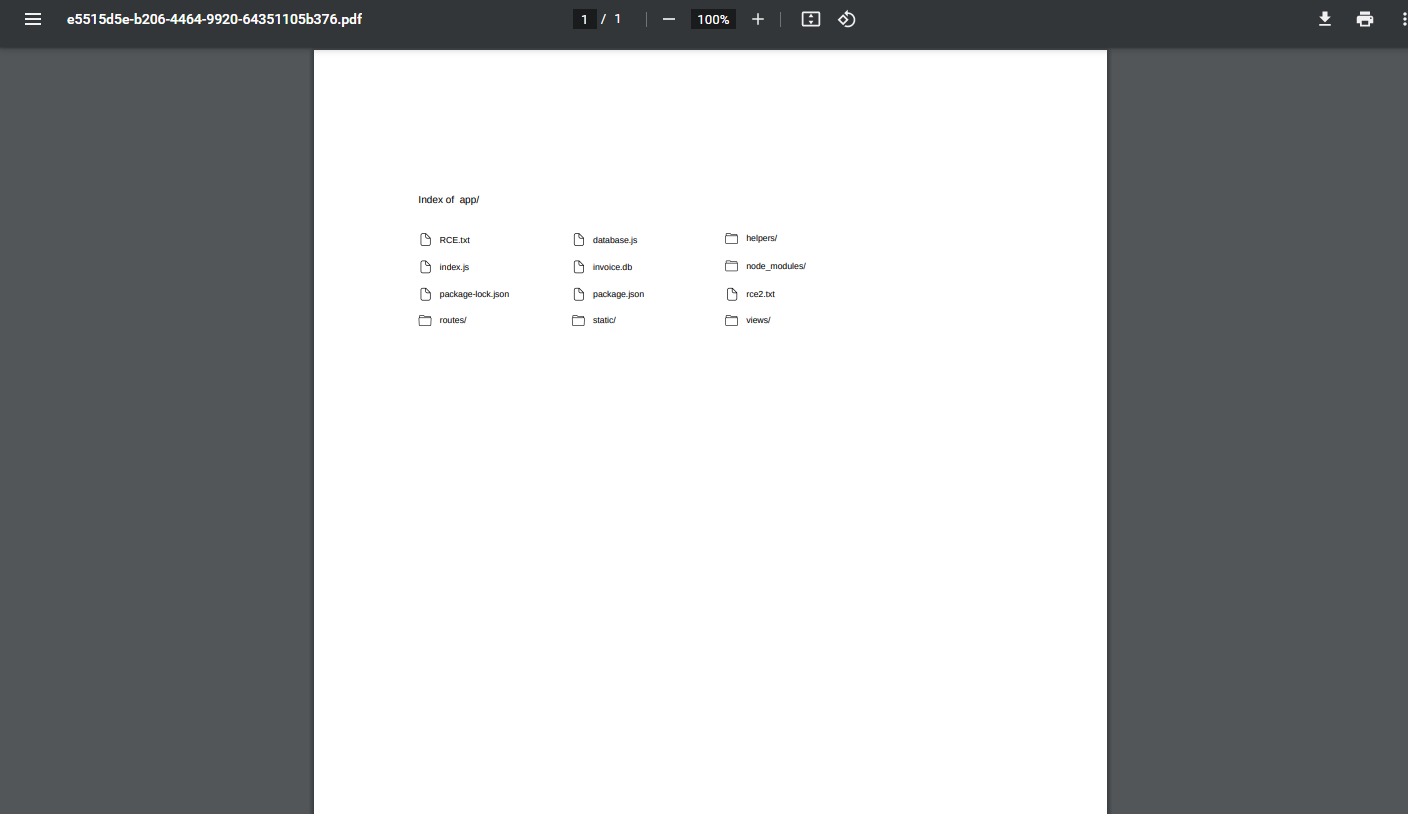 e5515d5e-b206-4464-9920-64351105b376.pdf 1 / 1 100%
Index of app/
RCE.txt database.js helpers/
index.js invoice.db node_modules/
package-lock.json package.json rce2.txt
routes/ static/ views/